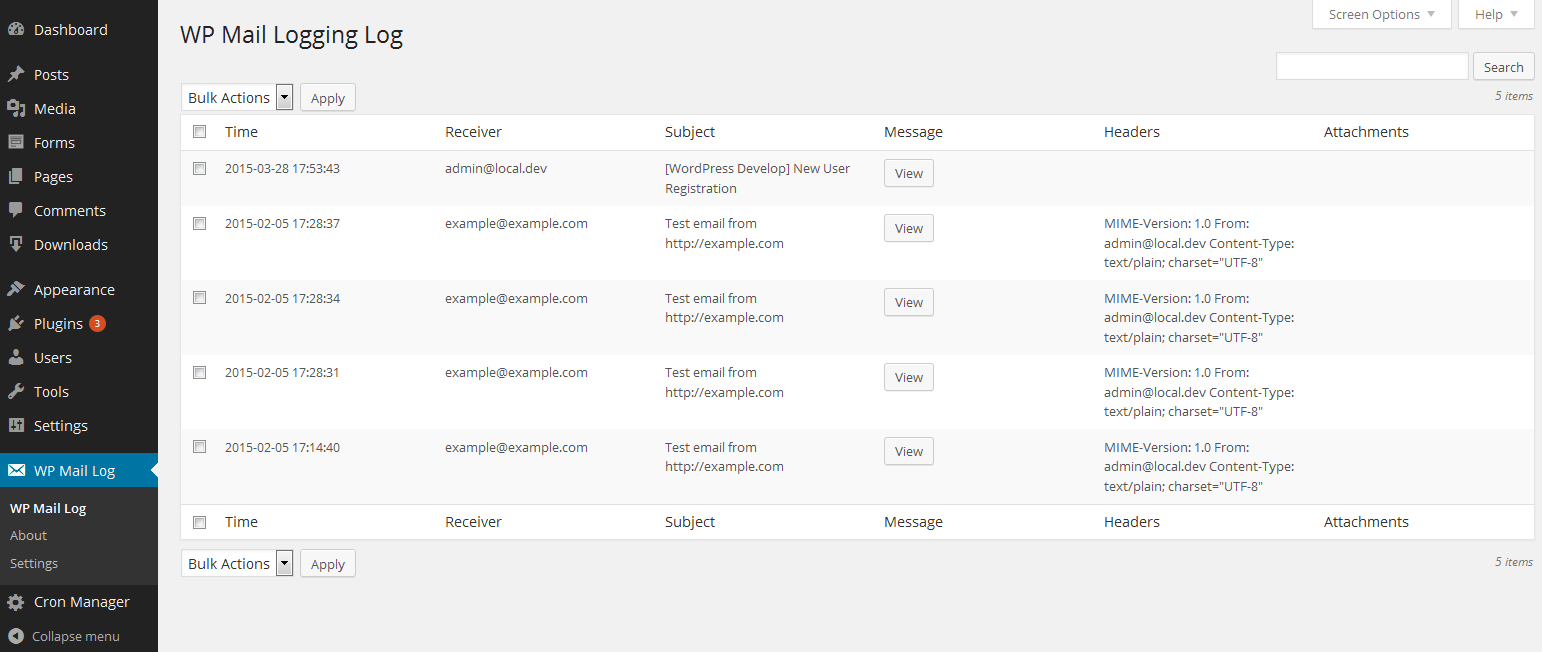 Dashboard
Posts
Media
Forms
Pages
Comments
Downloads
Appearance
Plugins 3
Users
Tools
Settings
WP Mail Log
WP Mail Log
About
Settings
Cron Manager
Collapse menu
Screen Options Help
WP Mail Logging Log
Search
Bulk Actions Apply
5 items
Time Receiver Subject Message Headers Attachments
2015-03-28 17:53:43 admin@local.dev [WordPress Develop] New User View
Registration
2015-02-05 17:28:37 example@example.com Test email from View MIME-Version: 1.0 From:
http://example.com admin@local.dev Content-Type:
text/plain; charset="UTF-8"
2015-02-05 17:28:34 example@example.com Test email from View MIME-Version: 1.0 From:
http://example.com admin@local.dev Content-Type:
text/plain; charset="UTF-8"
2015-02-05 17:28:31 example@example.com Test email from View MIME-Version: 1.0 From:
http://example.com admin@local.dev Content-Type:
text/plain; charset="UTF-8"
2015-02-05 17:14:40 example@example.com Test email from View MIME-Version: 1.0 From:
http://example.com admin@local.dev Content-Type:
text/plain; charset="UTF-8"
Time Receiver Subject Message Headers Attachments
Bulk Actions Apply
5 items